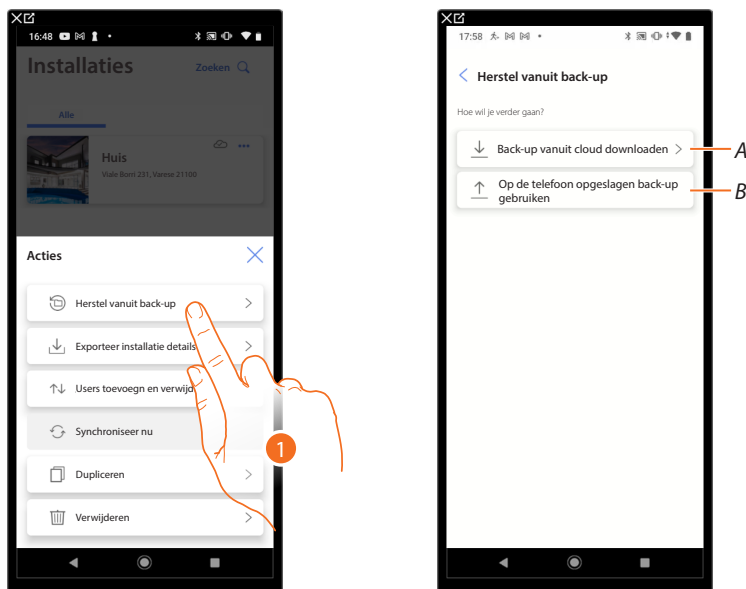 16:48
Installaties
Zoeken
Alle
Huis
Viale Borri 231, Varese 21100
Acties
Herstel vanuit back-up
Exporteer installatie details
Users toevoegn en verwijd
Synchroniseer nu
Dupliceren
Verwijderen
1
17:58
Herstel vanuit back-up
Hoe wil je verder gaan?
Back-up vanuit cloud downloaden
A
Op de telefoon opgeslagen back-up
gebruiken
B